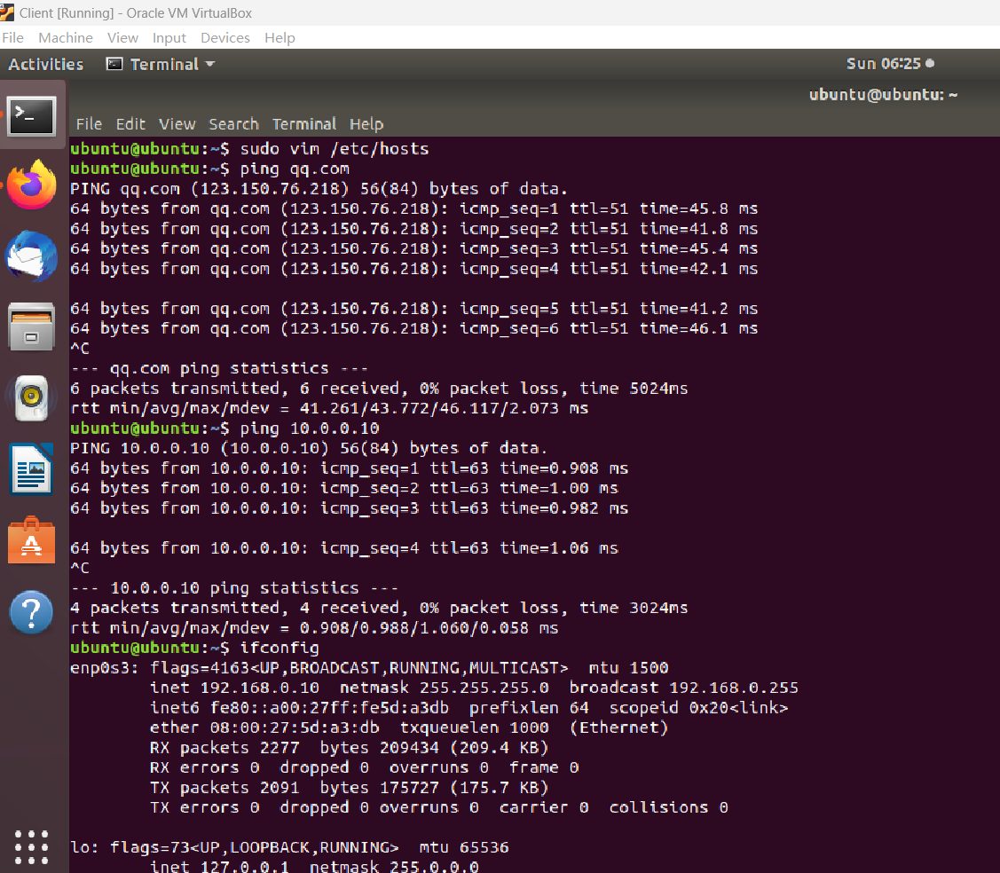 Client [Running] - Oracle VM VirtualBox
File Machine View Input Devices Help
Activities Terminal Sun 06:25
ubuntu@ubuntu: ~
File Edit View Search Terminal Help
ubuntu@ubuntu:~$ sudo vim /etc/hosts
ubuntu@ubuntu:~$ ping qq.com
PING qq.com (123.150.76.218) 56(84) bytes of data.
64 bytes from qq.com (123.150.76.218): icmp_seq=1 ttl=51 time=45.8 ms
64 bytes from qq.com (123.150.76.218): icmp_seq=2 ttl=51 time=41.8 ms
64 bytes from qq.com (123.150.76.218): icmp_seq=3 ttl=51 time=45.4 ms
64 bytes from qq.com (123.150.76.218): icmp_seq=4 ttl=51 time=42.1 ms
64 bytes from qq.com (123.150.76.218): icmp_seq=5 ttl=51 time=41.2 ms
64 bytes from qq.com (123.150.76.218): icmp_seq=6 ttl=51 time=46.1 ms
^C
--- qq.com ping statistics ---
6 packets transmitted, 6 received, 0% packet loss, time 5024ms
rtt min/avg/max/mdev = 41.261/43.772/46.117/2.073 ms
ubuntu@ubuntu:~$ ping 10.0.0.10
PING 10.0.0.10 (10.0.0.10) 56(84) bytes of data.
64 bytes from 10.0.0.10: icmp_seq=1 ttl=63 time=0.908 ms
64 bytes from 10.0.0.10: icmp_seq=2 ttl=63 time=1.00 ms
64 bytes from 10.0.0.10: icmp_seq=3 ttl=63 time=0.982 ms
64 bytes from 10.0.0.10: icmp_seq=4 ttl=63 time=1.06 ms
^C
--- 10.0.0.10 ping statistics ---
4 packets transmitted, 4 received, 0% packet loss, time 3024ms
rtt min/avg/max/mdev = 0.908/0.988/1.060/0.058 ms
ubuntu@ubuntu:~$ ifconfig
enp0s3: flags=4163<UP,BROADCAST,RUNNING,MULTICAST>  mtu 1500
        inet 192.168.0.10  netmask 255.255.255.0  broadcast 192.168.0.255
        inet6 fe80::a00:27ff:fe5d:a3db  prefixlen 64  scopeid 0x20<link>
        ether 08:00:27:5d:a3:db  txqueuelen 1000  (Ethernet)
        RX packets 2277  bytes 209434 (209.4 KB)
        RX errors 0  dropped 0  overruns 0  frame 0
        TX packets 2091  bytes 175727 (175.7 KB)
        TX errors 0  dropped 0 overruns 0  carrier 0  collisions 0
lo: flags=73<UP,LOOPBACK,RUNNING>  mtu 65536
        inet 127.0.0.1  netmask 255.0.0.0